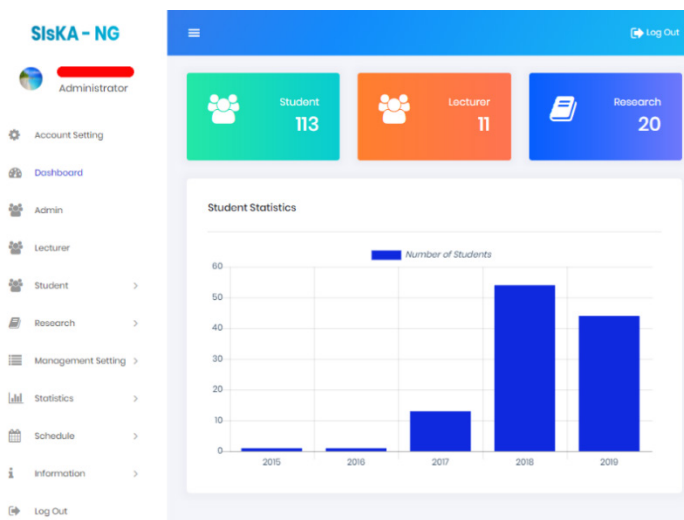 SIsKA - NG
Administrator
Account Setting
Dashboard
Admin
Lecturer
Student
Research
Management Setting
Statistics
Schedule
Information
Log Out
Log Out
Student
113
Lecturer
11
Research
20
Student Statistics
Number of Students
60
50
40
30
20
10
0
2015 2016 2017 2018 2019